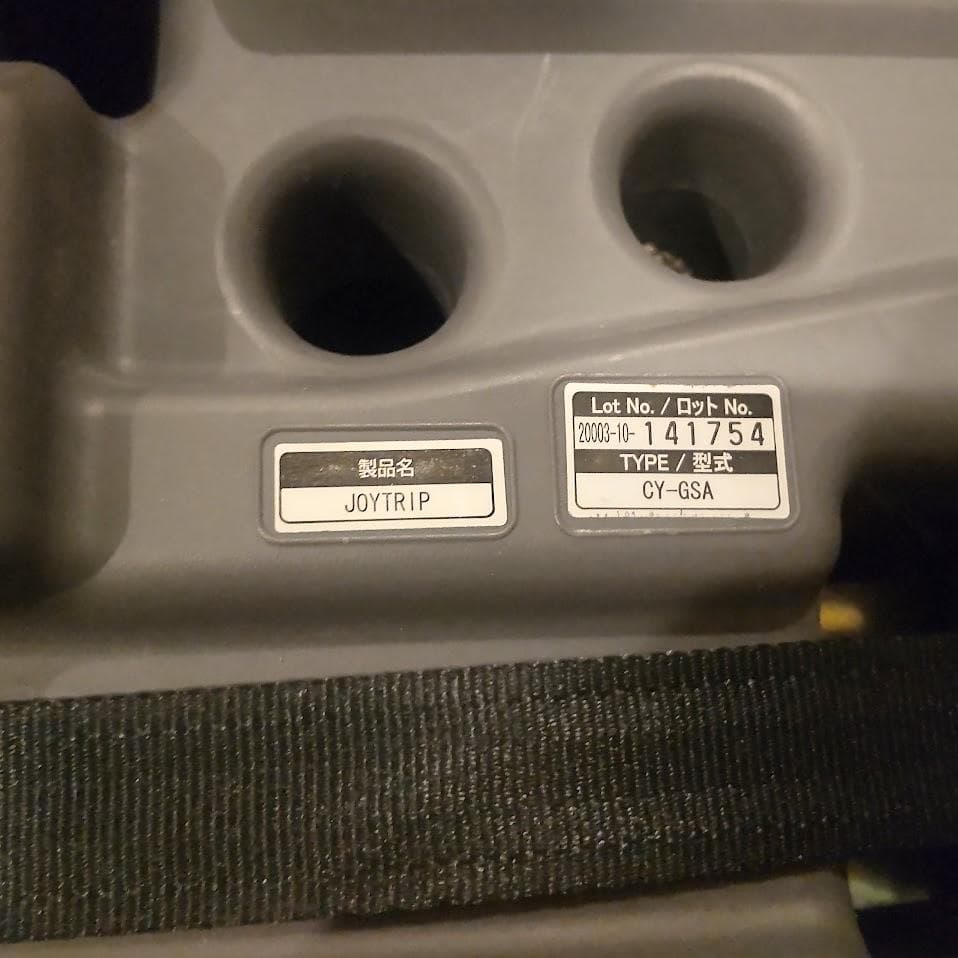 製品名
JOYTRIP
Lot No. / ロット No.
20003-10-141754
TYPE / 型式
CY-GSA